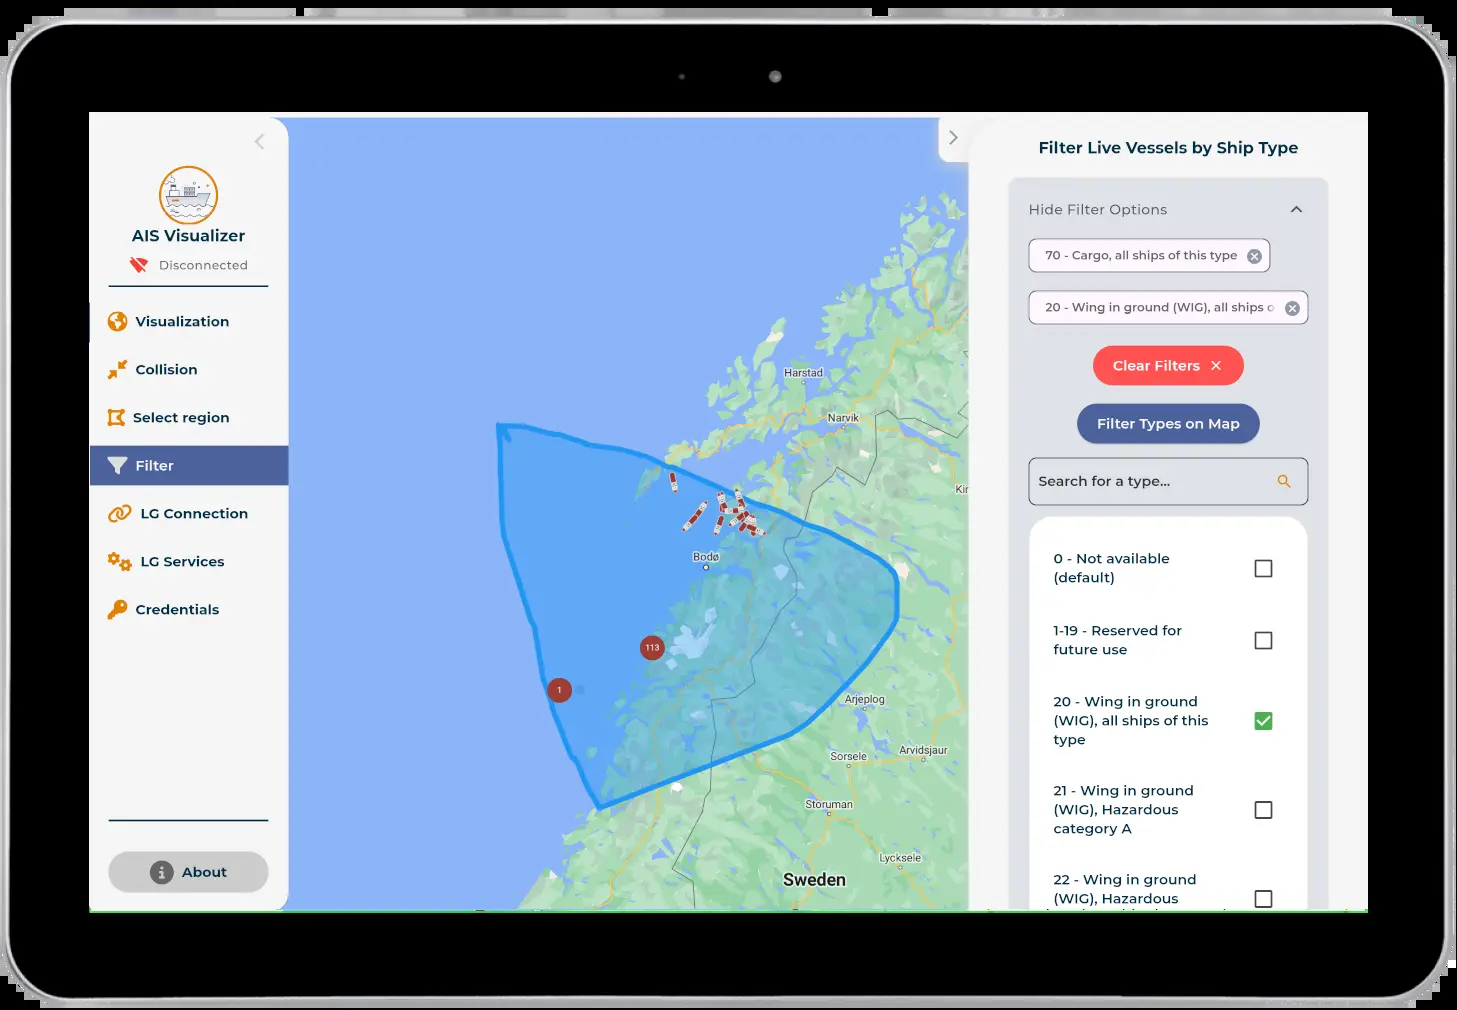 AIS Visualizer
Disconnected
Visualization
Collision
Select region
Filter
LG Connection
LG Services
Credentials
About
Harstad
Narvik
Kir
Bodø
113
1
Arjeplog
Sorsele
Arvidsjaur
Storuman
Lycksele
Sweden
Filter Live Vessels by Ship Type
Hide Filter Options
70 - Cargo, all ships of this type
20 - Wing in ground (WIG), all ships o
Clear Filters
Filter Types on Map
Search for a type...
0 - Not available
(default)
1-19 - Reserved for
future use
20 - Wing in ground
(WIG), all ships of this
type
21 - Wing in ground
(WIG), Hazardous
category A
22 - Wing in ground
(WIG), Hazardous